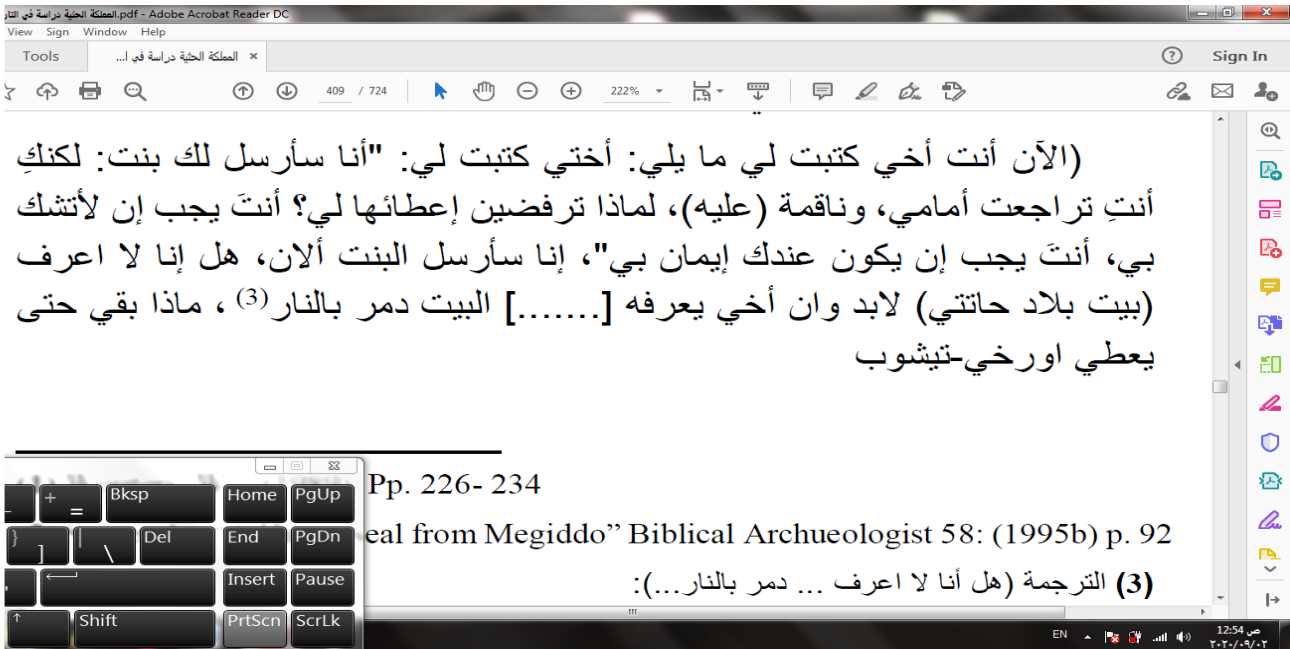 المملكة الحثية دراسة في التار.pdf - Adobe Acrobat Reader DC
View Sign Window Help
Tools
المملكة الحثية دراسة في ا... ×
? Sign In
409 / 724 222%
(الآن أنت أخي كتبت لي ما يلي: أختي كتبت لي: "أنا سأرسل لك بنت: لكنكِ
أنتِ تراجعت أمامي، وناقمة (عليه)، لماذا ترفضين إعطائها لي؟ أنتَ يجب إن لأتشك
بي، أنتَ يجب إن يكون عندك إيمان بي"، إنا سأرسل البنت ألان، هل إنا لا اعرف
(بيت بلاد حاتتي) لابد وان أخي يعرفه [.......] البيت دمر بالنار(3) ، ماذا بقي حتى
يعطي اورخي-تيشوب
Pp. 226- 234
eal from Megiddo” Biblical Archueologist 58: (1995b) p. 92
(3) الترجمة (هل أنا لا اعرف ... دمر بالنار...):
+ = Bksp Home PgUp
} ] | \ Del End PgDn
Insert Pause
Shift PrtScn ScrLk
EN
12:54 ص
٢٠٢٠/٠٩/٠٢